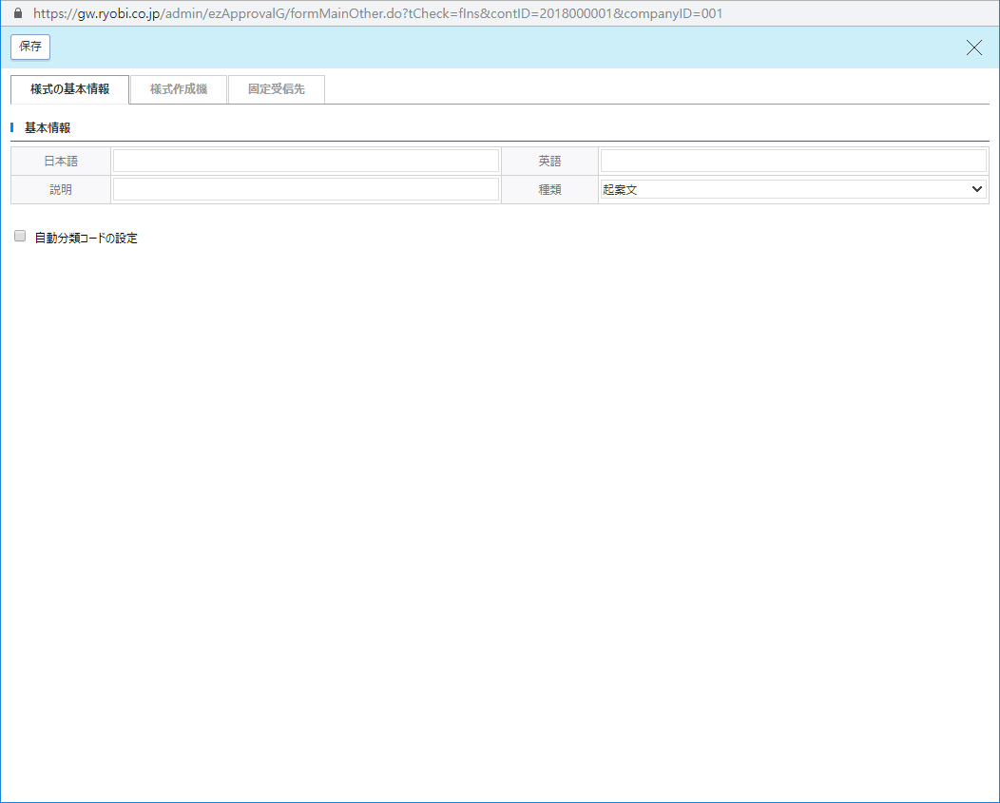 https://gw.ryobi.co.jp/admin/ezApprovalG/formMainOther.do?tCheck=fIns&contID=2018000001&companyID=001
保存
様式の基本情報 様式作成機 固定受信先
基本情報
日本語 英語
説明 種類 起案文
自動分類コードの設定